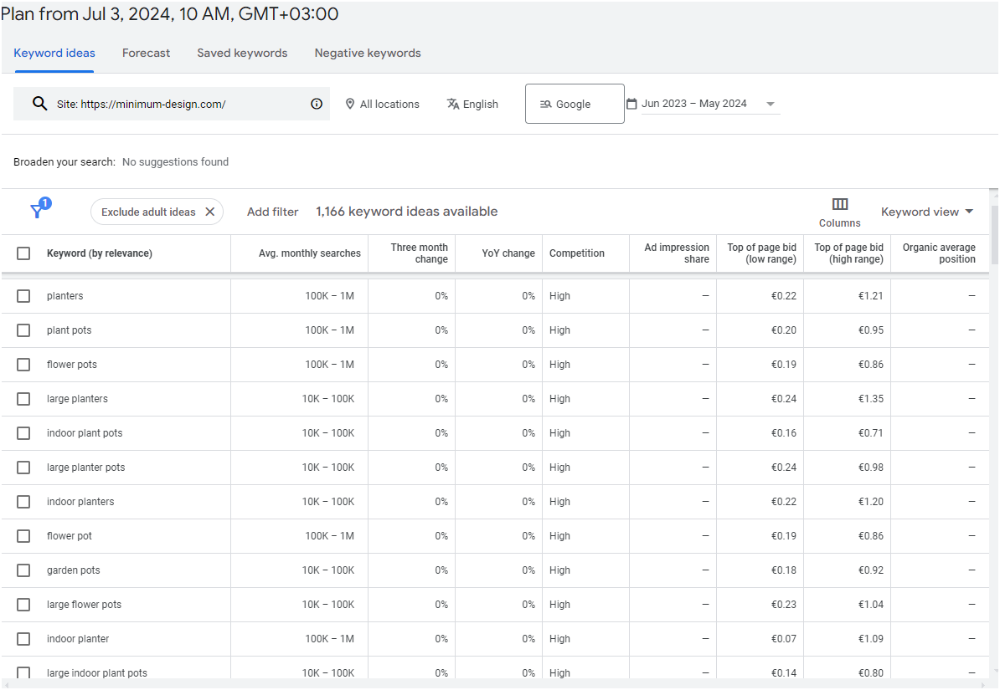 Plan from Jul 3, 2024, 10 AM, GMT+03:00
Keyword ideas Forecast Saved keywords Negative keywords
Site: https://minimum-design.com/ All locations English Google Jun 2023 – May 2024
Broaden your search: No suggestions found
1 Exclude adult ideas Add filter 1,166 keyword ideas available Columns Keyword view
Keyword (by relevance) Avg. monthly searches Three month change YoY change Competition Ad impression share Top of page bid (low range) Top of page bid (high range) Organic average position
planters 100K – 1M 0% 0% High – €0.22 €1.21 –
plant pots 100K – 1M 0% 0% High – €0.20 €0.95 –
flower pots 100K – 1M 0% 0% High – €0.19 €0.86 –
large planters 10K – 100K 0% 0% High – €0.24 €1.35 –
indoor plant pots 10K – 100K 0% 0% High – €0.16 €0.71 –
large planter pots 10K – 100K 0% 0% High – €0.24 €0.98 –
indoor planters 10K – 100K 0% 0% High – €0.22 €1.20 –
flower pot 100K – 1M 0% 0% High – €0.19 €0.86 –
garden pots 10K – 100K 0% 0% High – €0.18 €0.92 –
large flower pots 10K – 100K 0% 0% High – €0.23 €1.04 –
indoor planter 100K – 1M 0% 0% High – €0.07 €1.09 –
large indoor plant pots 10K – 100K 0% 0% High – €0.14 €0.80 –